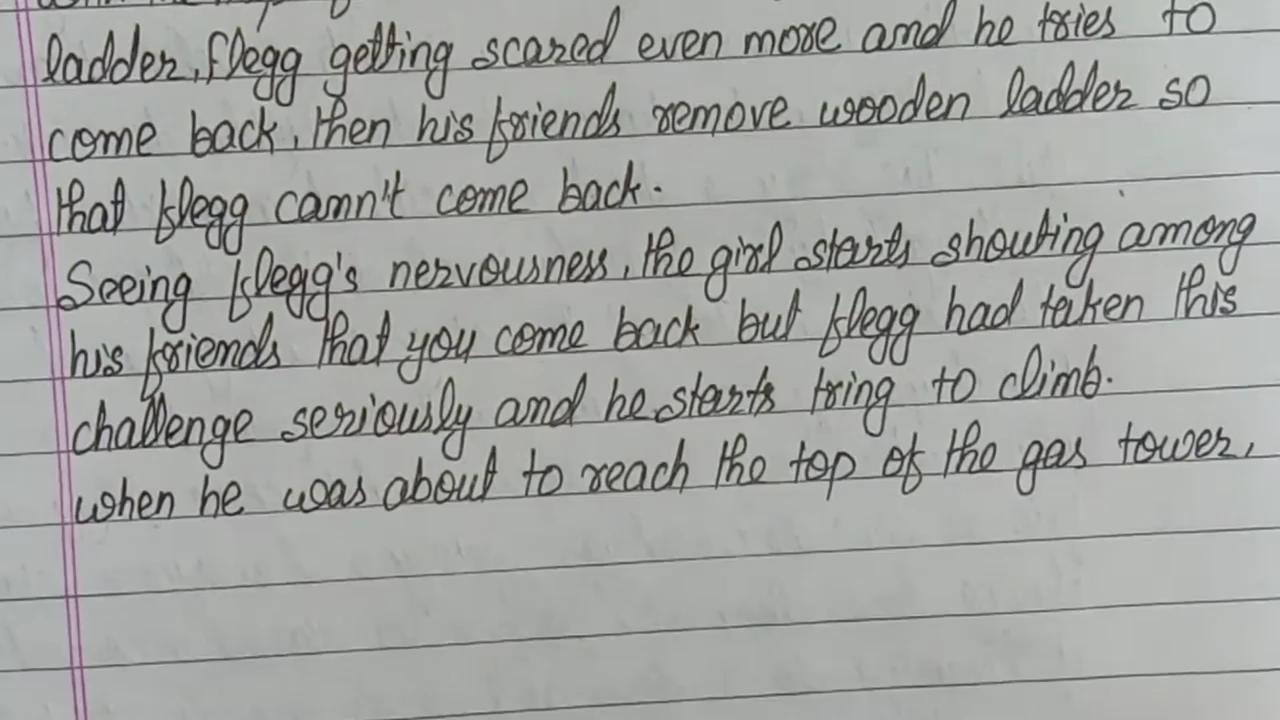 ladder, flegg getting scared even more and he tries to
come back, then his friends remove wooden ladder so
that flegg camn't come back.
Seeing flegg's nervousness, the girl starts shouting among
his friends that you come back but flegg had taken this
challenge seriously and he starts tring to climb.
when he was about to reach the top of the gas tower,